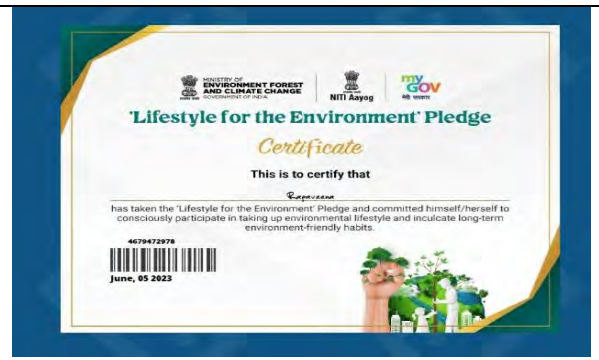 MINISTRY OF
ENVIRONMENT FOREST
AND CLIMATE CHANGE
GOVERNMENT OF INDIA
NITI Aayog
my
GOV
मेरी सरकार
'Lifestyle for the Environment' Pledge
Certificate
This is to certify that
Rapaveena
has taken the 'Lifestyle for the Environment' Pledge and committed himself/herself to
consciously participate in taking up environmental lifestyle and inculcate long-term
environment-friendly habits.
4679472978
June, 05 2023